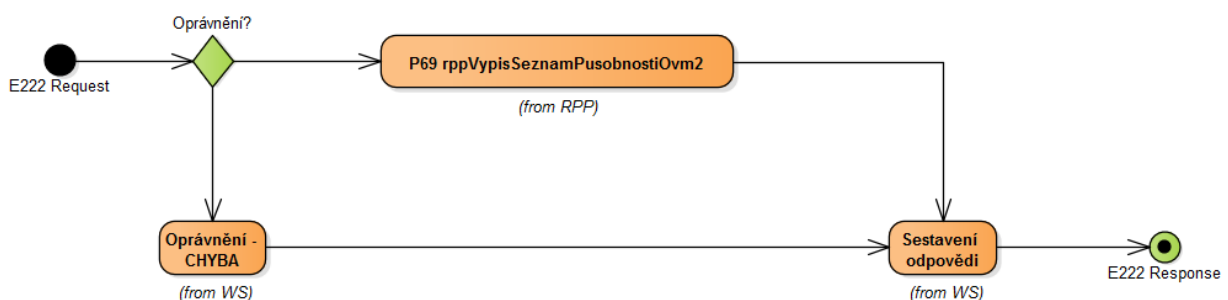 Oprávnění?
E222 Request
P69 rppVypisSeznamPusobnostiOvm2
(from RPP)
Oprávnění -
CHYBA
(from WS)
Sestavení
odpovědi
(from WS)
E222 Response